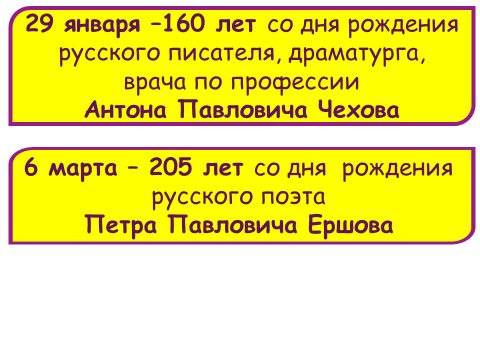 29 января –160 лет со дня рождения
русского писателя, драматурга,
врача по профессии
Антона Павловича Чехова
6 марта – 205 лет со дня рождения
русского поэта
Петра Павловича Ершова